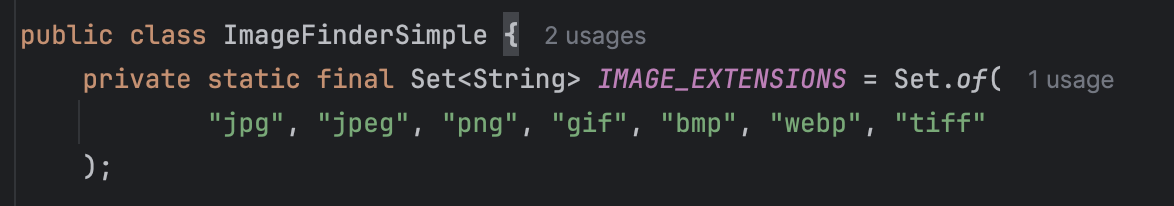 public class ImageFinderSimple { 2 usages
private static final Set<String> IMAGE_EXTENSIONS = Set.of( 1 usage
"jpg", "jpeg", "png", "gif", "bmp", "webp", "tiff"
);